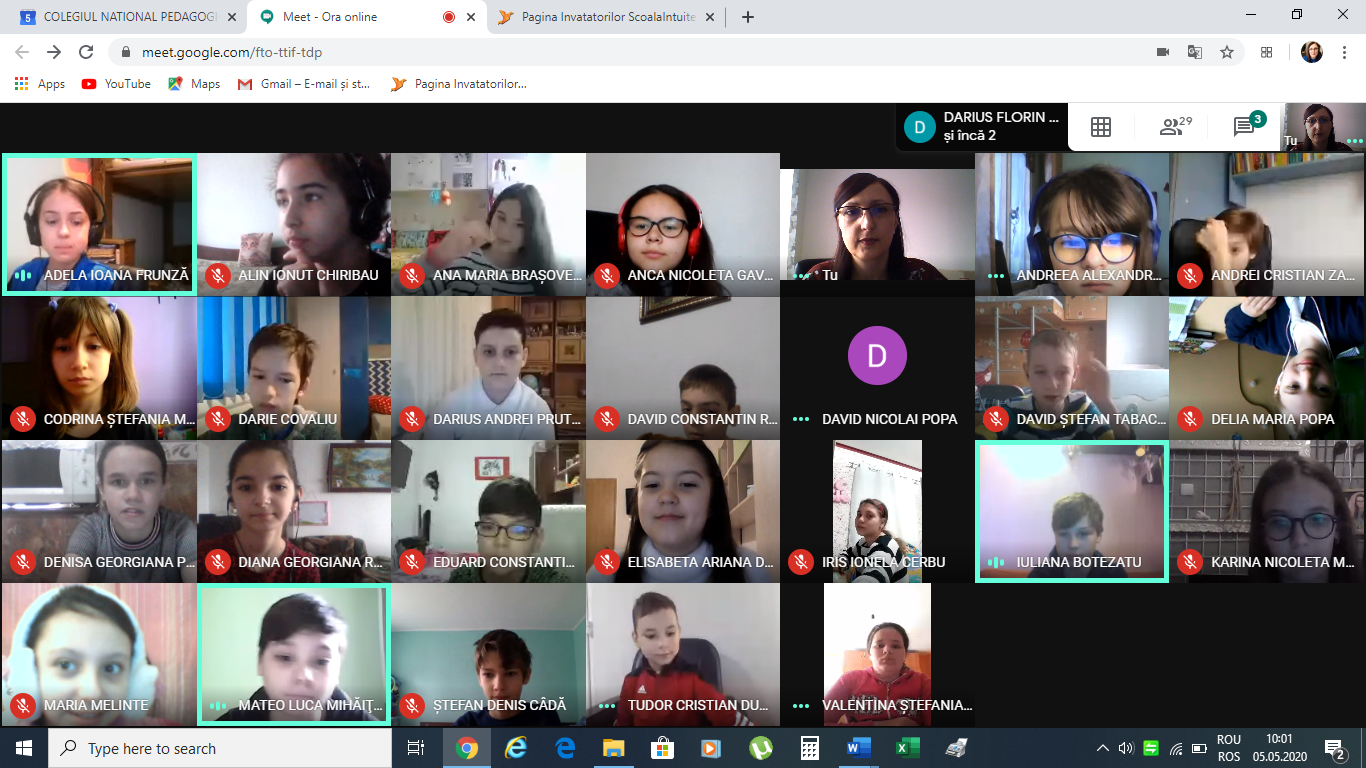 COLEGIUL NATIONAL PEDAGOGI
Meet - Ora online
Pagina Invatatorilor ScoalaIntuite
meet.google.com/fto-ttif-tdp
Apps
YouTube
Maps
Gmail – E-mail și st...
Pagina Invatatorilor...
D
DARIUS FLORIN ...
și încă 2
29
3
Tu
ADELA IOANA FRUNZĂ
ALIN IONUT CHIRIBAU
ANA MARIA BRAȘOVE...
ANCA NICOLETA GAV...
Tu
ANDREEA ALEXANDR...
ANDREI CRISTIAN ZA...
CODRINA ȘTEFANIA M...
DARIE COVALIU
DARIUS ANDREI PRUT...
DAVID CONSTANTIN R...
D
DAVID NICOLAI POPA
DAVID ȘTEFAN TABAC...
DELIA MARIA POPA
DENISA GEORGIANA P...
DIANA GEORGIANA R...
EDUARD CONSTANTI...
ELISABETA ARIANA D...
IRIS IONELA CERBU
IULIANA BOTEZATU
KARINA NICOLETA M...
MARIA MELINTE
MATEO LUCA MIHĂIŢ...
ȘTEFAN DENIS CÂDĂ
TUDOR CRISTIAN DU...
VALENTINA ȘTEFANIA...
Type here to search
ROU
ROS
10:01
05.05.2020
2